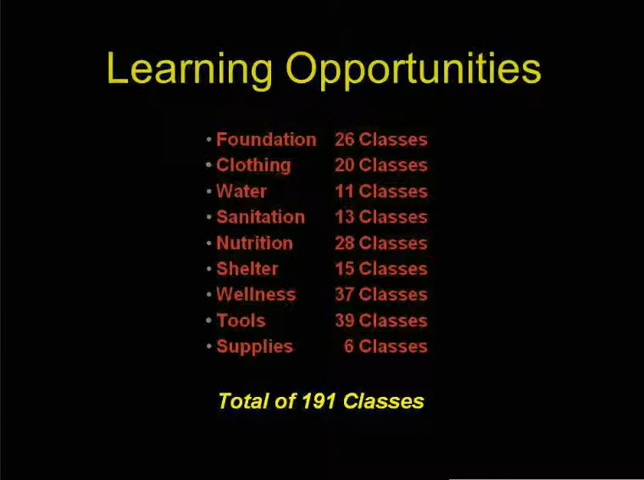 Learning Opportunities
• Foundation 26 Classes
• Clothing 20 Classes
• Water 11 Classes
• Sanitation 13 Classes
• Nutrition 28 Classes
• Shelter 15 Classes
• Wellness 37 Classes
• Tools 39 Classes
• Supplies 6 Classes
Total of 191 Classes